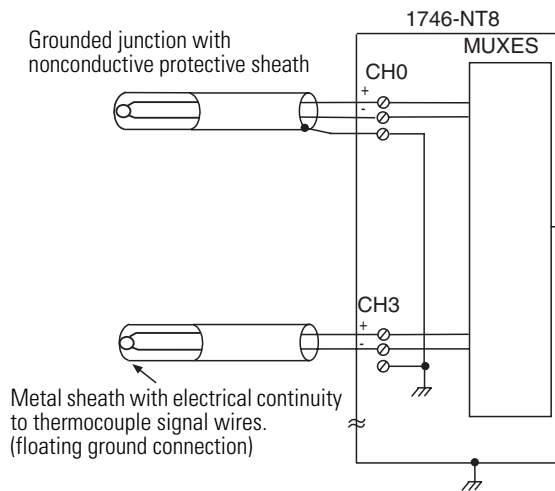 1746-NT8
MUXES
Grounded junction with
nonconductive protective sheath
CH0
+
-
CH3
+
-
Metal sheath with electrical continuity
to thermocouple signal wires.
(floating ground connection)